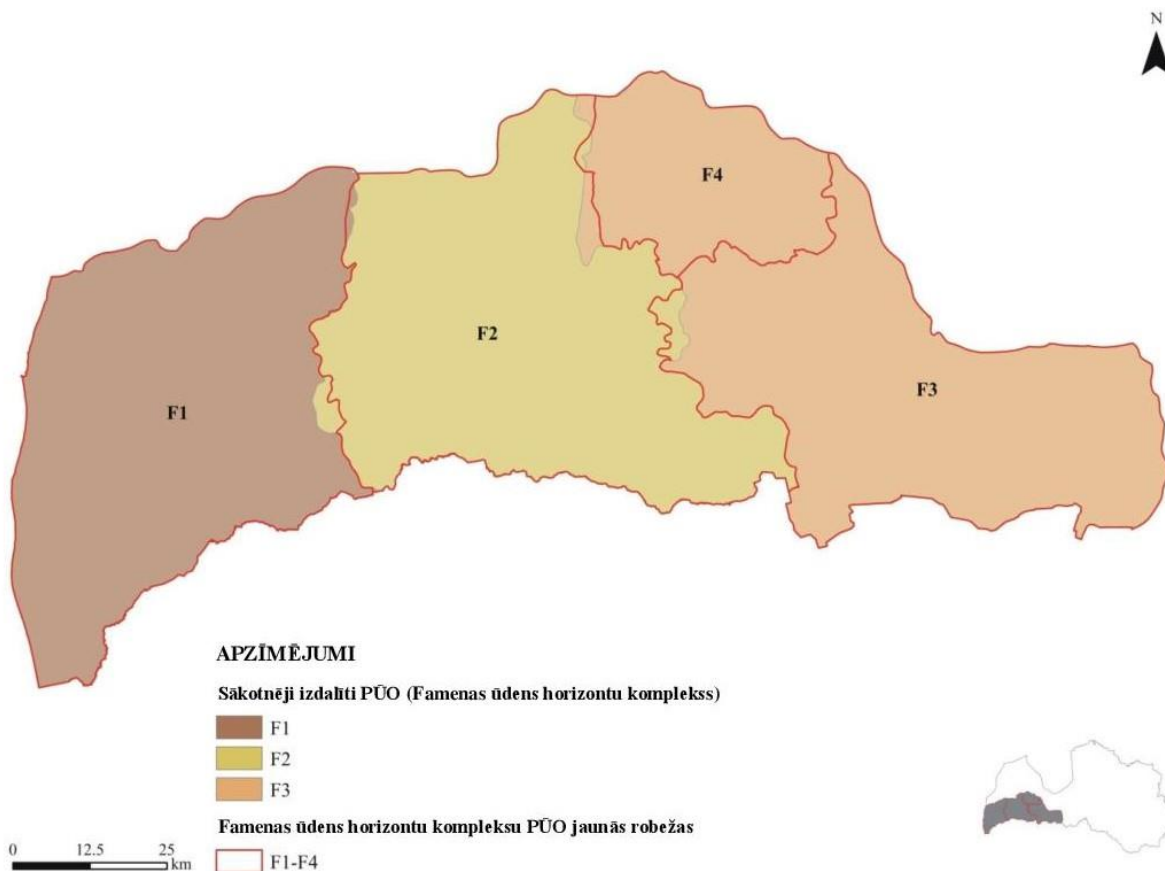 N
F4
F2
F3
F1
APZĪMĒJUMI
Sākotnēji izdalīti PŪO (Famenas ūdens horizontu komplekss)
F1
F2
F3
Famenas ūdens horizontu kompleksu PŪO jaunās robežas
F1-F4
0 12.5 25
km